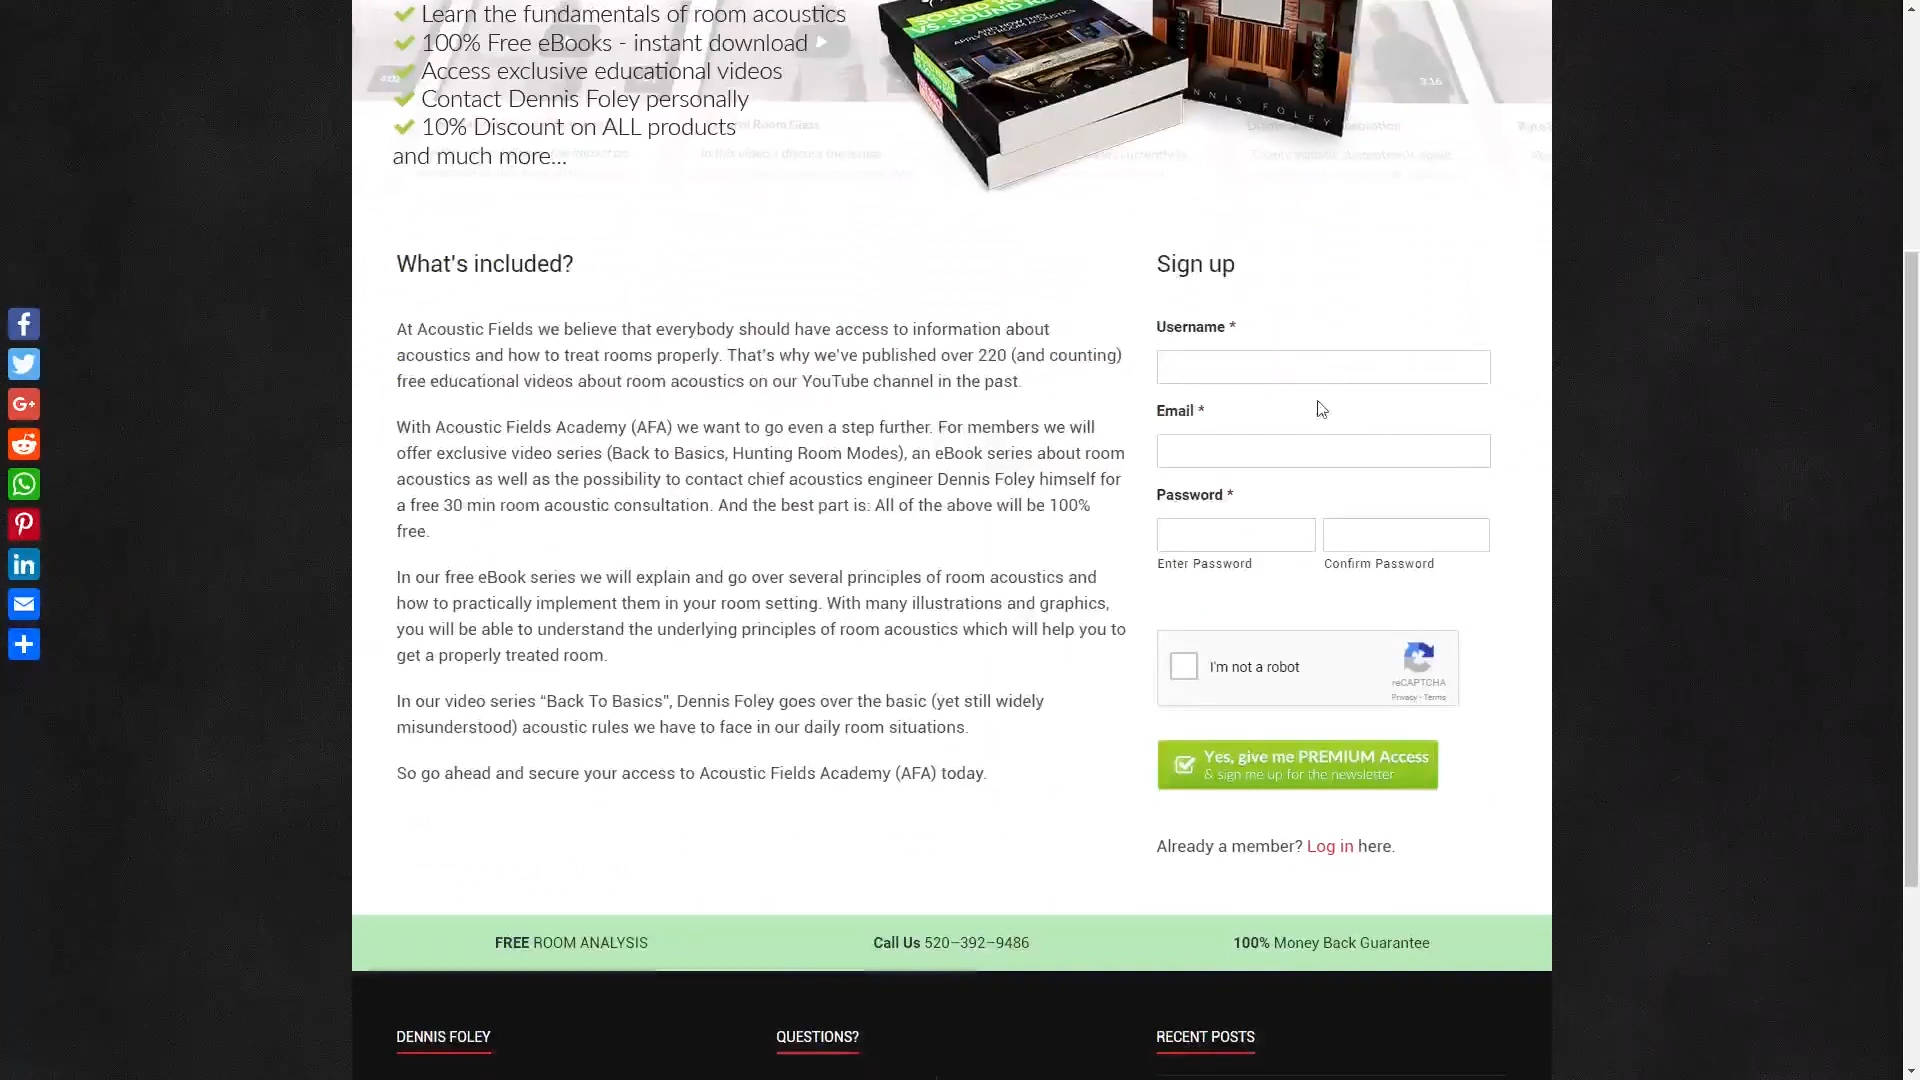 Learn the fundamentals of room acoustics
100% Free eBooks - instant download
Access exclusive educational videos
Contact Dennis Foley personally
10% Discount on ALL products
and much more...
3:16
What's included?
At Acoustic Fields we believe that everybody should have access to information about
acoustics and how to treat rooms properly. That's why we've published over 220 (and counting)
free educational videos about room acoustics on our YouTube channel in the past.
With Acoustic Fields Academy (AFA) we want to go even a step further. For members we will
offer exclusive video series (Back to Basics, Hunting Room Modes), an eBook series about room
acoustics as well as the possibility to contact chief acoustics engineer Dennis Foley himself for
a free 30 min room acoustic consultation. And the best part is: All of the above will be 100%
free.
In our free eBook series we will explain and go over several principles of room acoustics and
how to practically implement them in your room setting. With many illustrations and graphics,
you will be able to understand the underlying principles of room acoustics which will help you to
get a properly treated room.
In our video series “Back To Basics”, Dennis Foley goes over the basic (yet still widely
misunderstood) acoustic rules we have to face in our daily room situations.
So go ahead and secure your access to Acoustic Fields Academy (AFA) today.
Sign up
Username *
Email *
Password *
Enter Password Confirm Password
I'm not a robot
reCAPTCHA
Privacy - Terms
Yes, give me PREMIUM Access
& sign me up for the newsletter
Already a member? Log in here.
FREE ROOM ANALYSIS Call Us 520–392–9486 100% Money Back Guarantee
DENNIS FOLEY QUESTIONS? RECENT POSTS